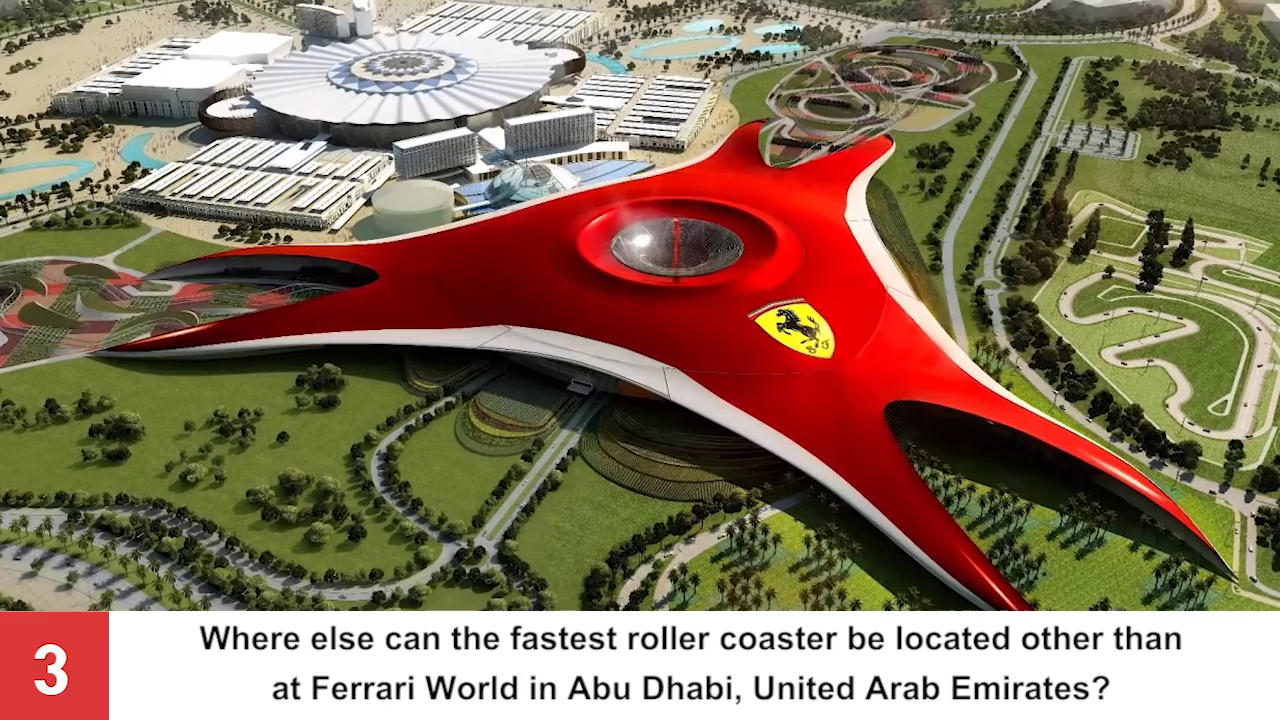 3
Where else can the fastest roller coaster be located other than
at Ferrari World in Abu Dhabi, United Arab Emirates?